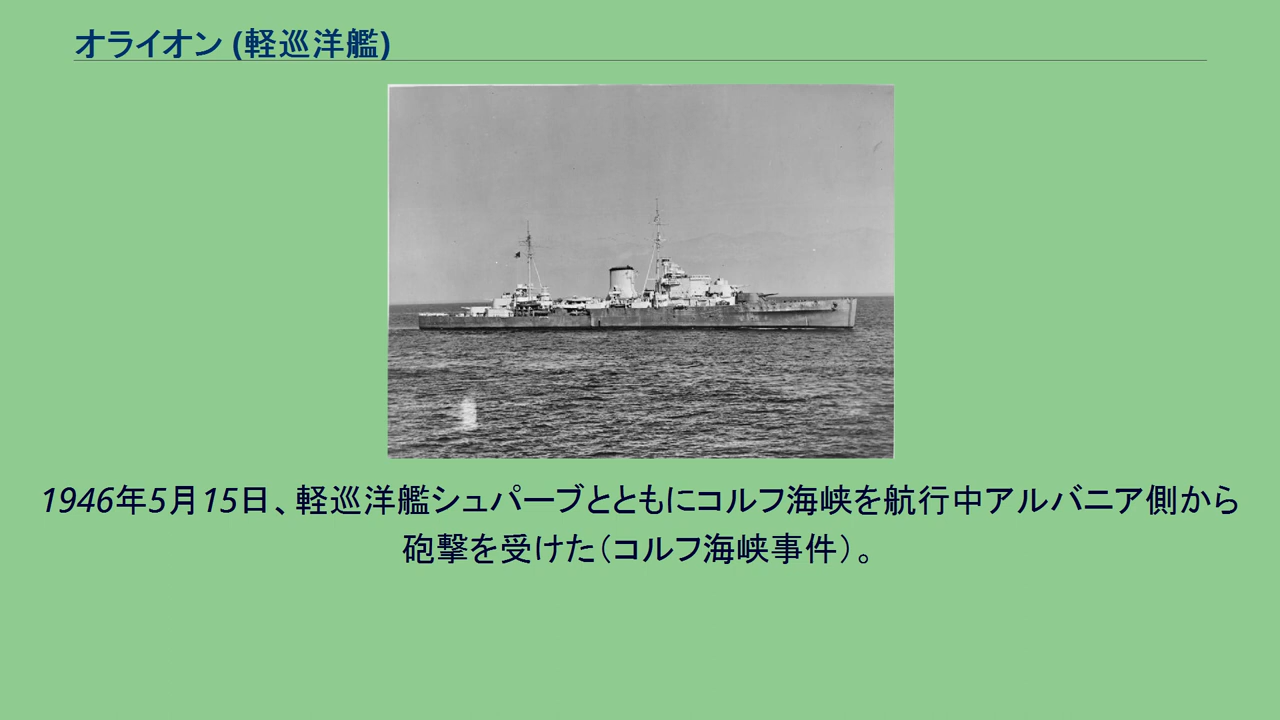 オライオン (軽巡洋艦)
1946年5月15日、軽巡洋艦シュパーブとともにコルフ海峡を航行中アルバニア側から
砲撃を受けた（コルフ海峡事件）。